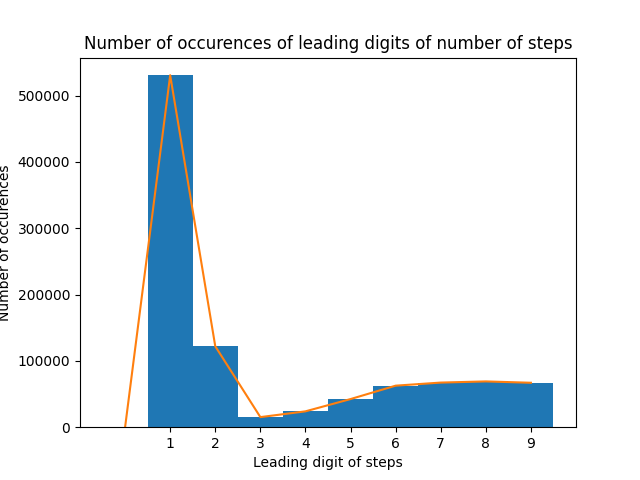 Number of occurences of leading digits of number of steps
500000
400000
300000
200000
100000
0
Number of occurences
1 2 3 4 5 6 7 8 9
Leading digit of steps